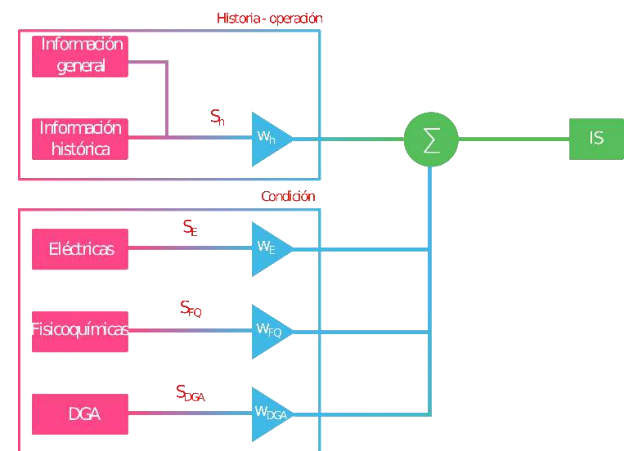 Historia - operación
Información
general
Información
histórica
Sh
Wh
∑
IS
Condición
Eléctricas
SE
WE
Fisicoquímicas
SFQ
WFQ
DGA
SDGA
WDGA